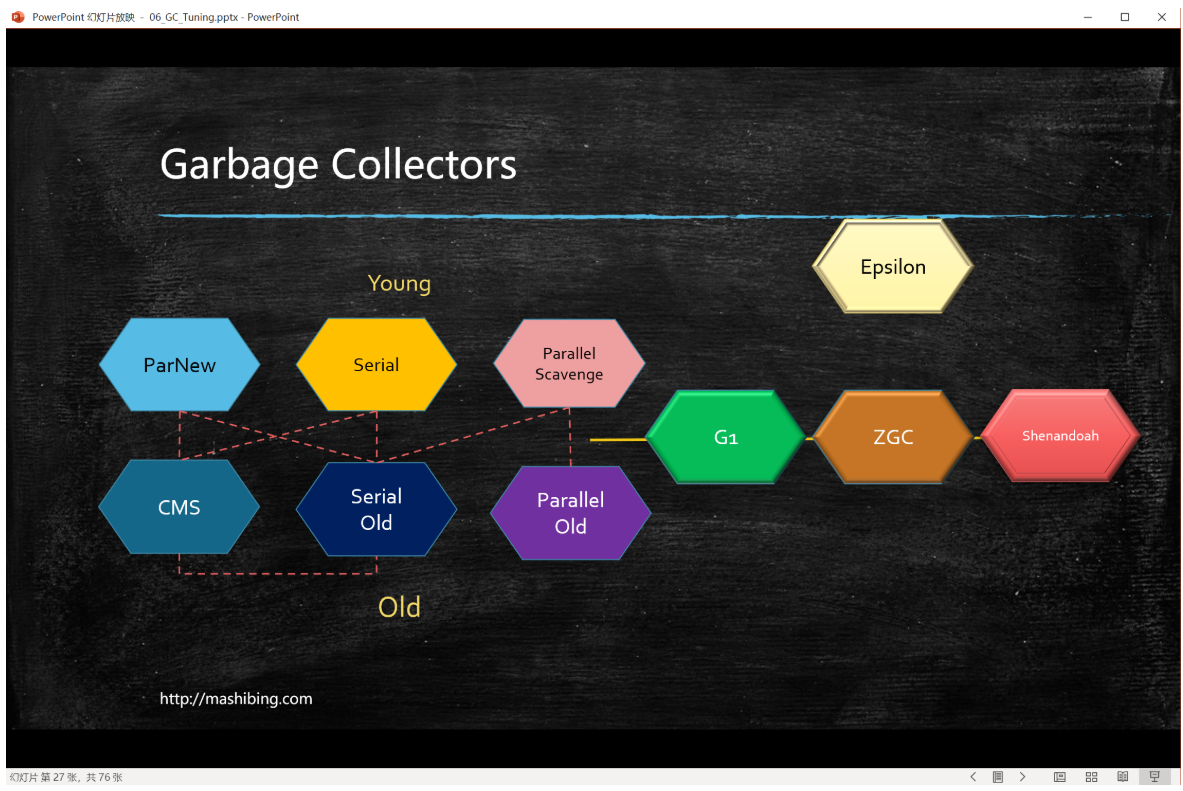 PowerPoint 幻灯片放映 - 06_GC_Tuning.pptx - PowerPoint
Garbage Collectors
Epsilon
Young
ParNew
Serial
Parallel
Scavenge
G1
ZGC
Shenandoah
CMS
Serial
Old
Parallel
Old
Old
http://mashibing.com
幻灯片 第 27 张，共 76 张